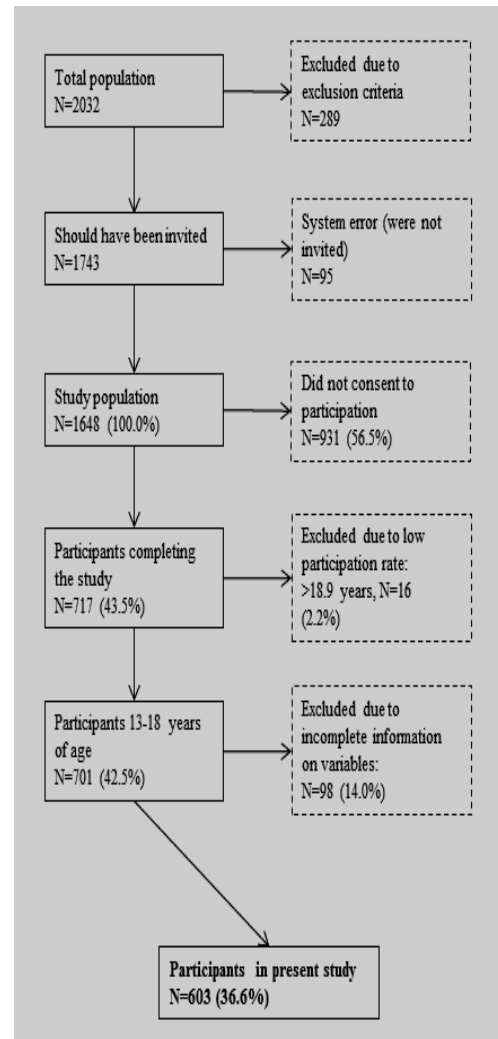 Total population
N=2032
Excluded due to
exclusion criteria
N=289
Should have been invited
N=1743
System error (were not
invited)
N=95
Study population
N=1648 (100.0%)
Did not consent to
participation
N=931 (56.5%)
Participants completing
the study
N=717 (43.5%)
Excluded due to low
participation rate:
>18.9 years, N=16
(2.2%)
Participants 13-18 years
of age
N=701 (42.5%)
Excluded due to
incomplete information
on variables:
N=98 (14.0%)
Participants in present study
N=603 (36.6%)